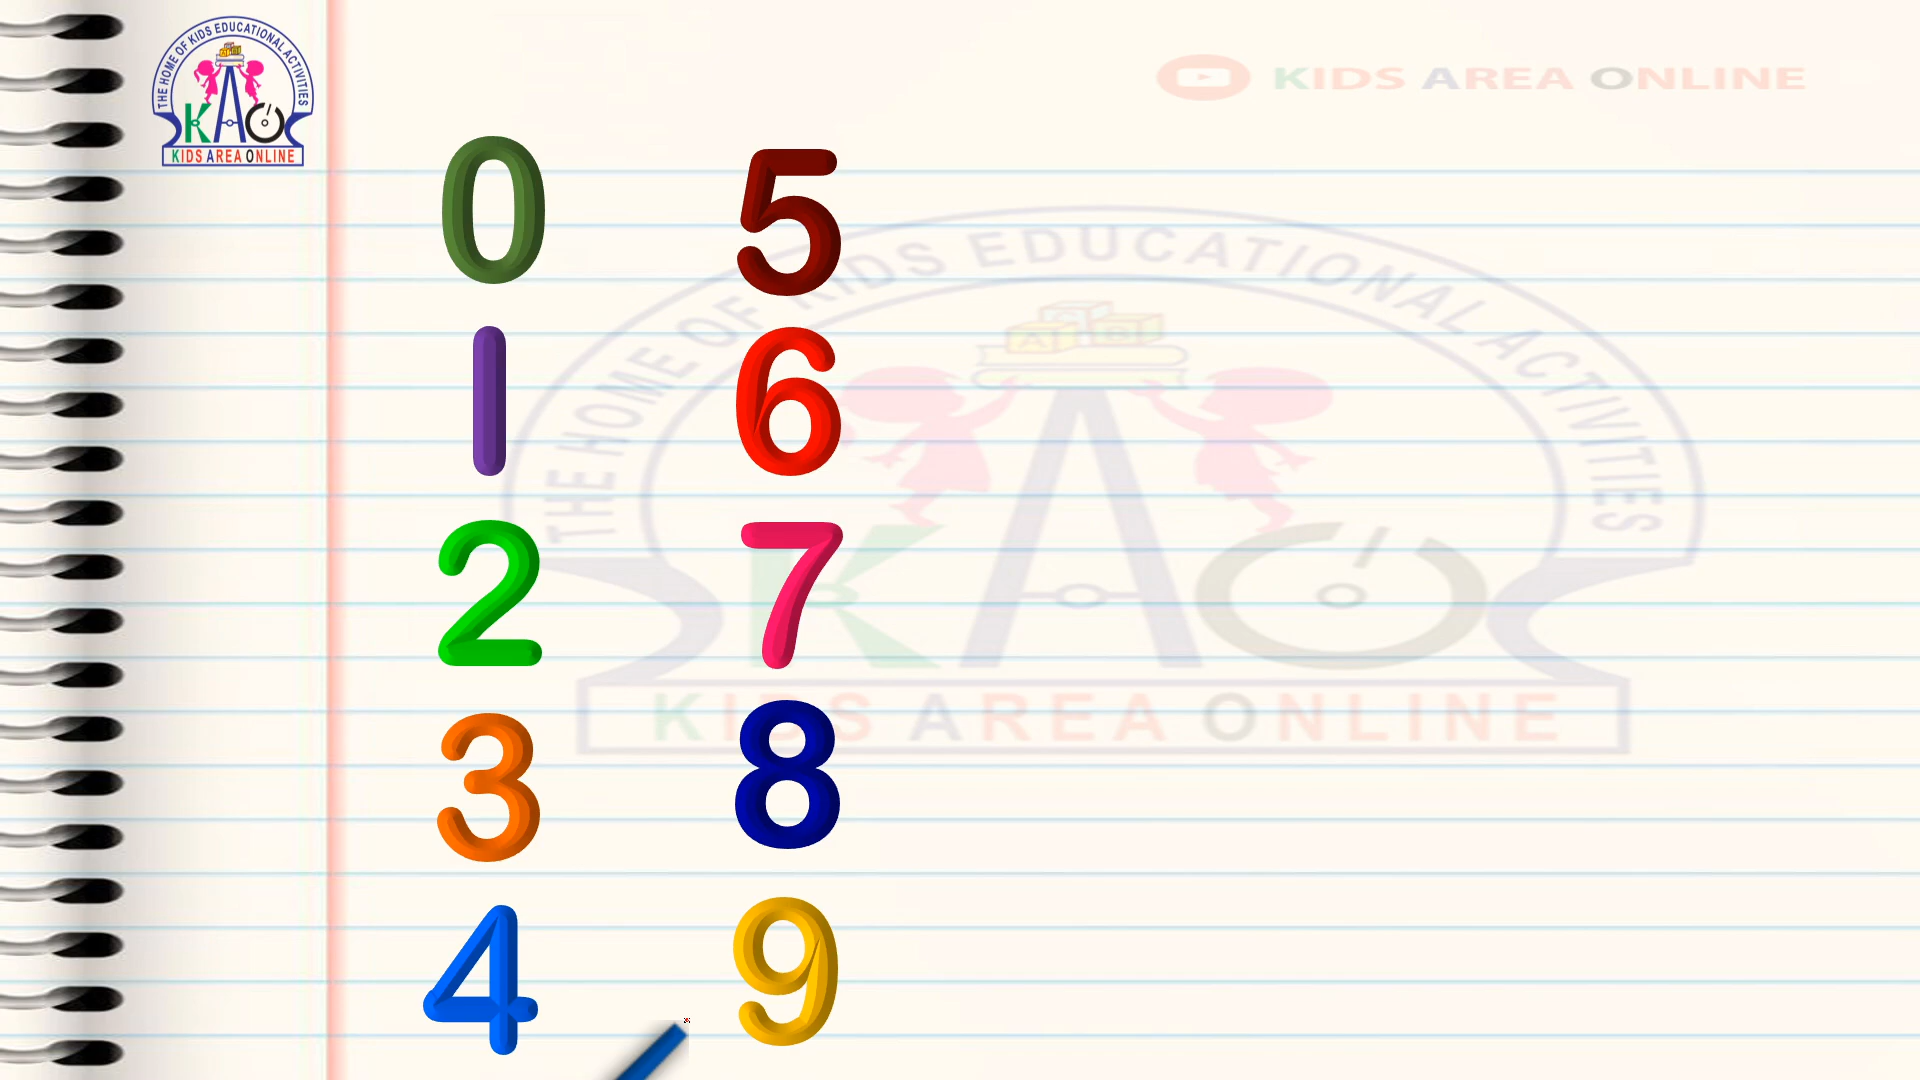 THE HOME OF KIDS EDUCATIONAL ACTIVITIES
KAO
KIDS AREA ONLINE
KIDS AREA ONLINE
0 5
1 6
2 7
3 8
4 9
THE HOME OF KIDS EDUCATIONAL ACTIVITIES
KAO
KIDS AREA ONLINE